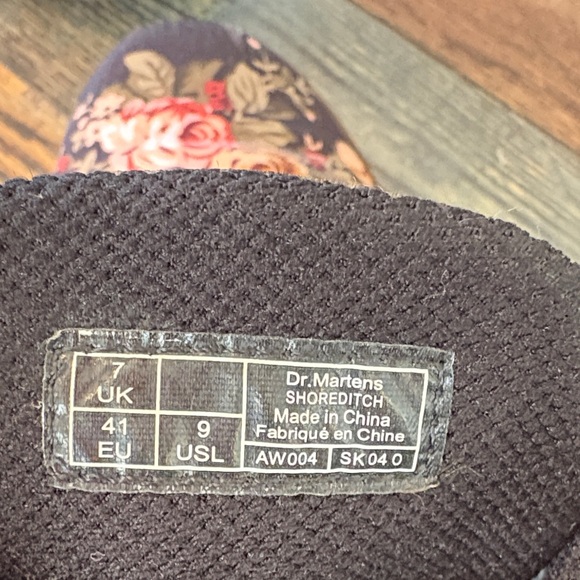 7
UK
41
EU
9
USL
Dr.Martens
SHOREDITCH
Made in China
Fabriqué en Chine
AW004
SK04 0